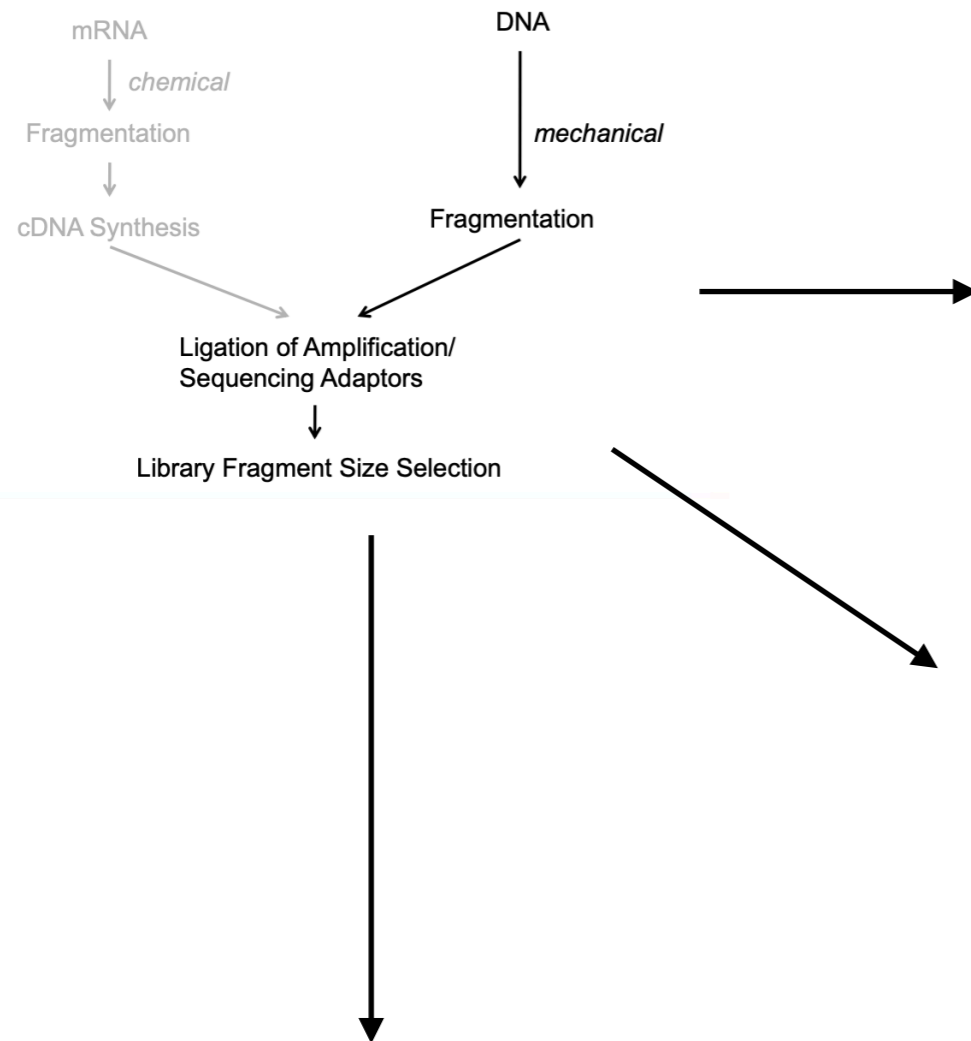 mRNA
chemical
Fragmentation
cDNA Synthesis
DNA
mechanical
Fragmentation
Ligation of Amplification/
Sequencing Adaptors
Library Fragment Size Selection